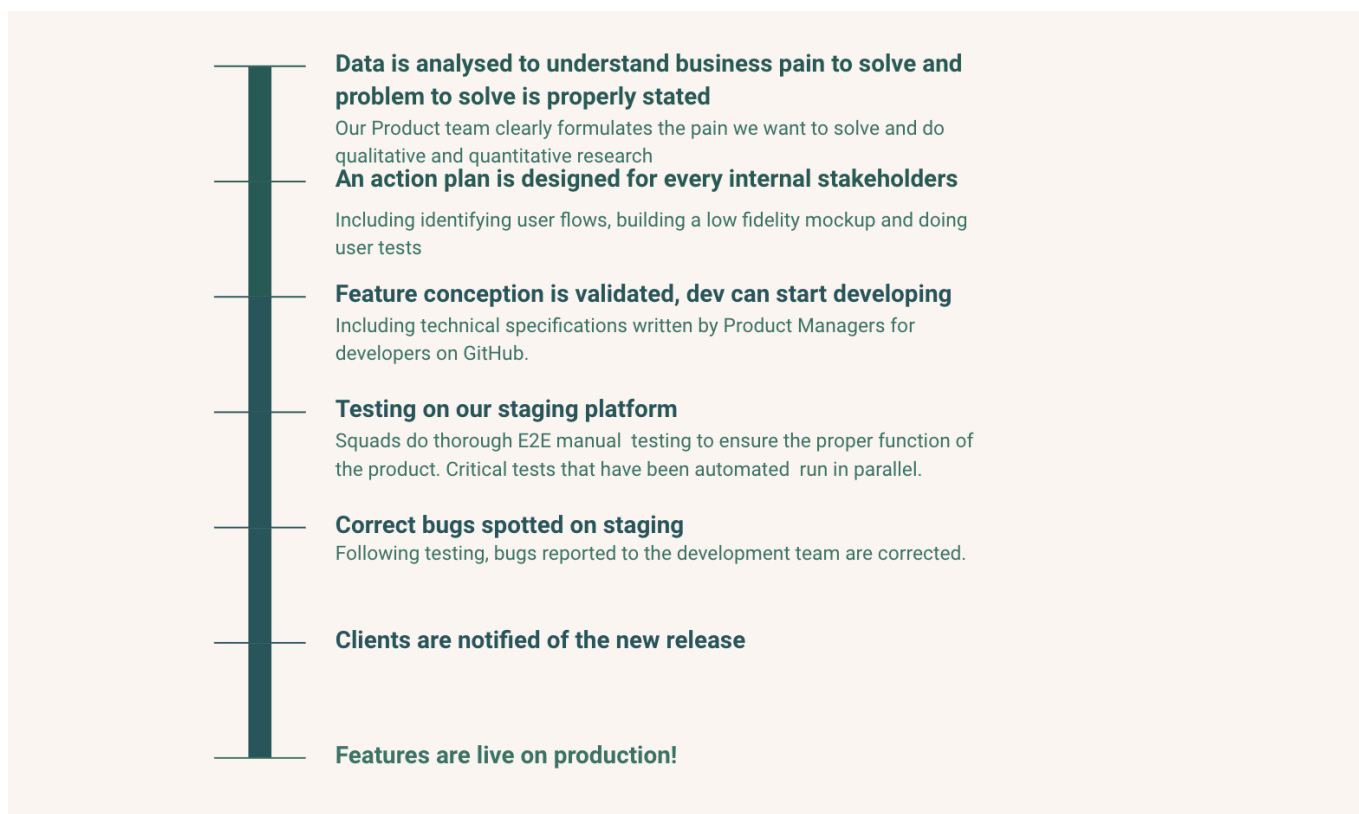 Data is analysed to understand business pain to solve and
problem to solve is properly stated
Our Product team clearly formulates the pain we want to solve and do
qualitative and quantitative research
An action plan is designed for every internal stakeholders
Including identifying user flows, building a low fidelity mockup and doing
user tests
Feature conception is validated, dev can start developing
Including technical specifications written by Product Managers for
developers on GitHub.
Testing on our staging platform
Squads do thorough E2E manual  testing to ensure the proper function of
the product. Critical tests that have been automated  run in parallel.
Correct bugs spotted on staging
Following testing, bugs reported to the development team are corrected.
Clients are notified of the new release
Features are live on production!